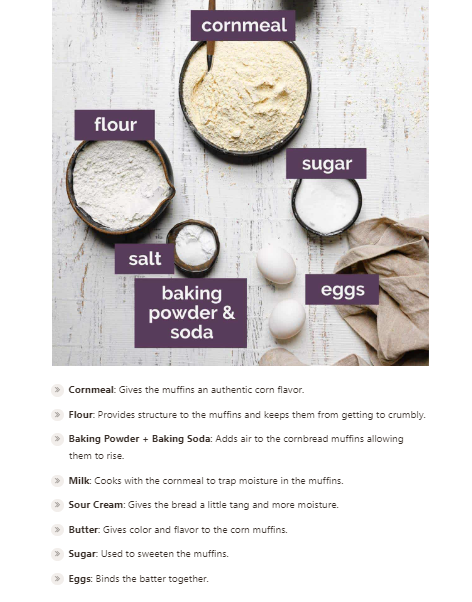 cornmeal
flour
sugar
salt
baking
powder &
soda
eggs
Cornmeal: Gives the muffins an authentic corn flavor.
Flour: Provides structure to the muffins and keeps them from getting to crumbly.
Baking Powder + Baking Soda: Adds air to the cornbread muffins allowing
them to rise.
Milk: Cooks with the cornmeal to trap moisture in the muffins.
Sour Cream: Gives the bread a little tang and more moisture.
Butter: Gives color and flavor to the corn muffins.
Sugar: Used to sweeten the muffins.
Eggs: Binds the batter together.